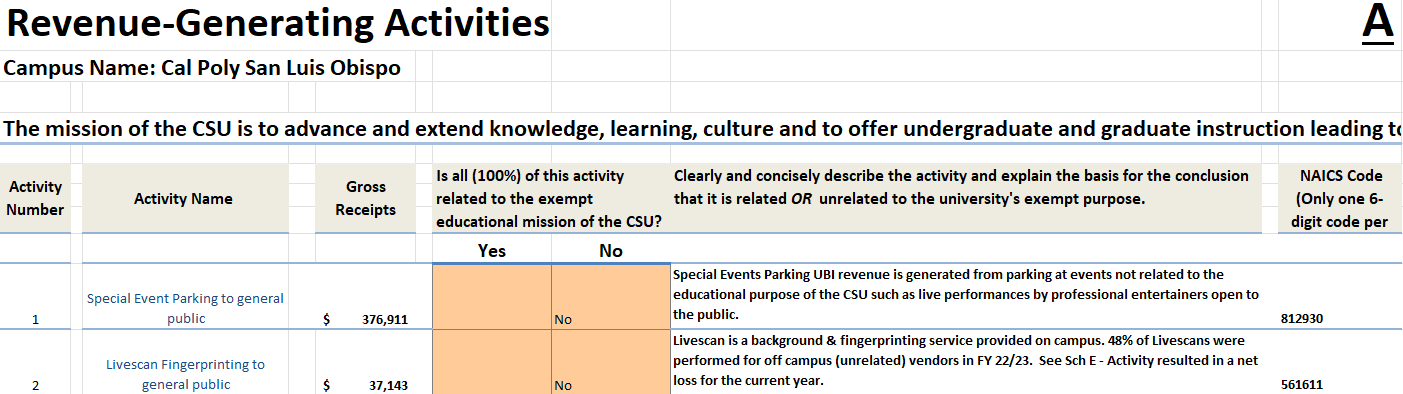 Revenue-Generating Activities
A
Campus Name: Cal Poly San Luis Obispo
The mission of the CSU is to advance and extend knowledge, learning, culture and to offer undergraduate and graduate instruction leading
Activity
Number
Activity Name
Gross
Receipts
Is all (100%) of this activity
related to the exempt
educational mission of the CSU?
Clearly and concisely describe the activity and explain the basis for the conclusion
that it is related OR unrelated to the university's exempt purpose.
NAICS Code
(Only one 6-
digit code per
Yes No
1
Special Event Parking to general
public
$ 376,911
No
Special Events Parking UBI revenue is generated from parking at events not related to the
educational purpose of the CSU such as live performances by professional entertainers open to
the public.
812930
2
Livescan Fingerprinting to
general public
$ 37,143
No
Livescan is a background & fingerprinting service provided on campus. 48% of Livescans were
performed for off campus (unrelated) vendors in FY 22/23. See Sch E - Activity resulted in a net
loss for the current year.
561611